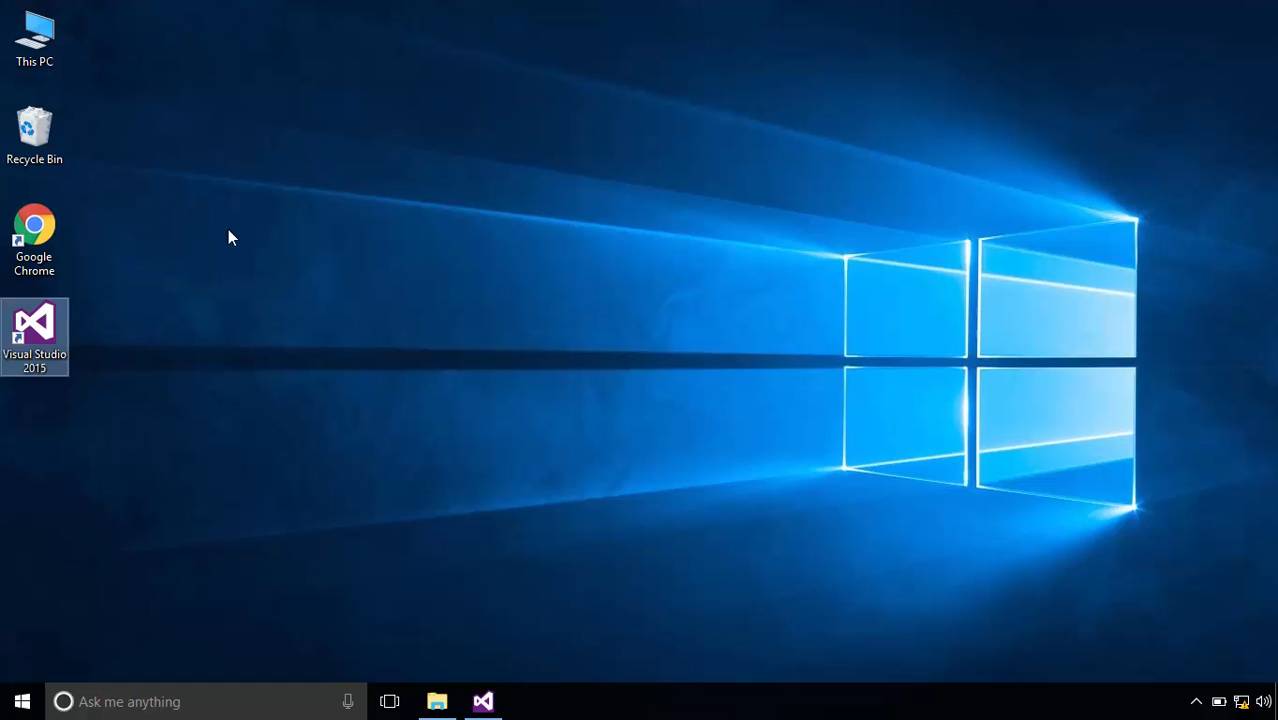 This PC
Recycle Bin
Google
Chrome
Visual Studio
2015
Ask me anything